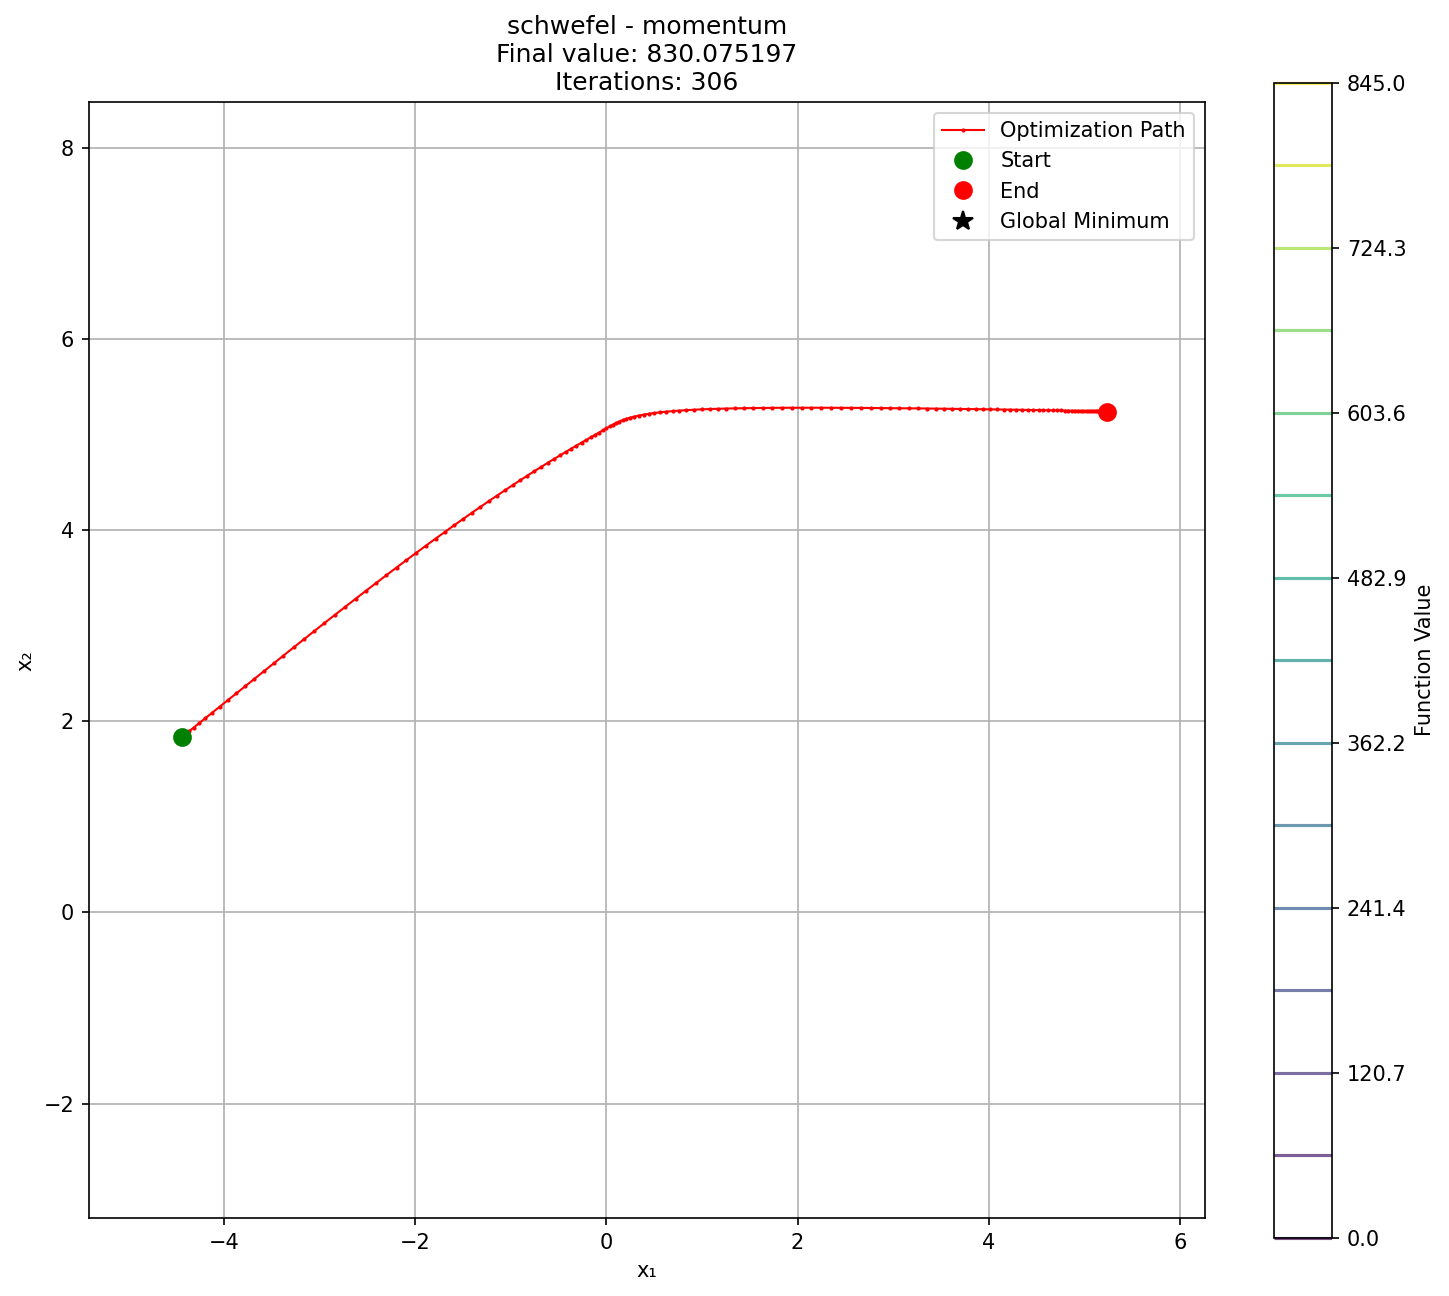 schwefel - momentum
Final value: 830.075197
Iterations: 306
Optimization Path
Start
End
Global Minimum
8
6
4
2
0
−2
x₂
−4
−2
0
2
4
6
x₁
845.0
724.3
603.6
482.9
362.2
241.4
120.7
0.0
Function Value